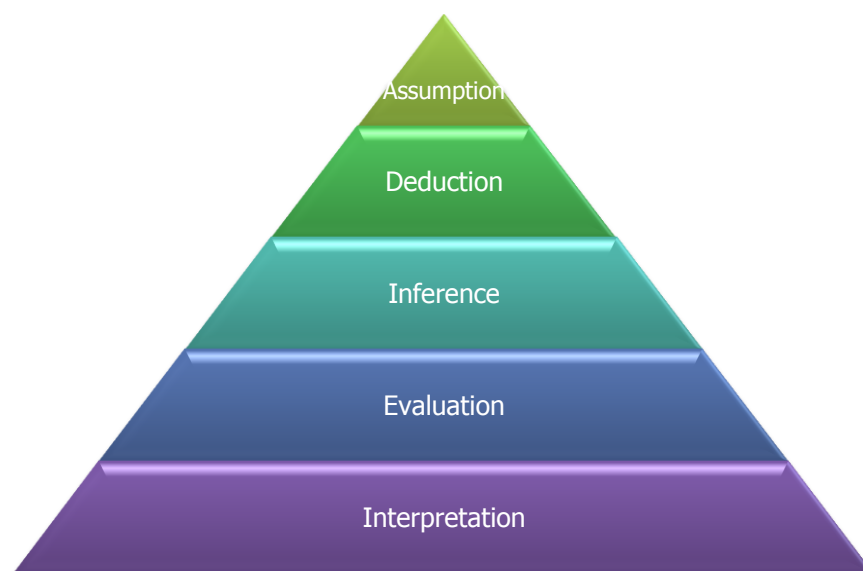 Assumption
Deduction
Inference
Evaluation
Interpretation